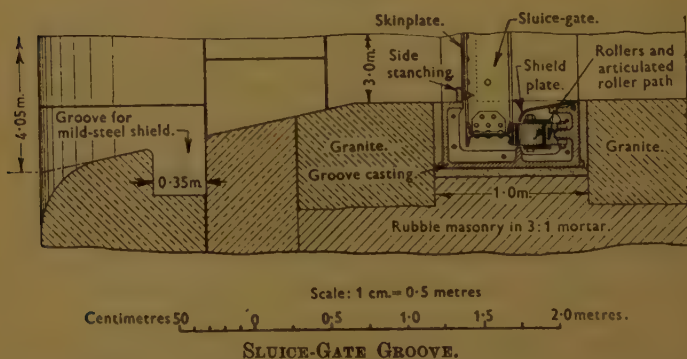 Skinplate.
Sluice-gate.
Side
stanching
Shield
plate.
Rollers and
articulated
roller path
4.05m.
3.0m.
Groove for
mild-steel shield.
0.35m.
Granite.
Groove casting.
1.0m.
Granite.
Rubble masonry in 3:1 mortar.
Scale: 1 cm. = 0·5 metres
Centimetres 50 0 0·5 1·0 1·5 2·0 metres.
SLUICE-GATE GROOVE.